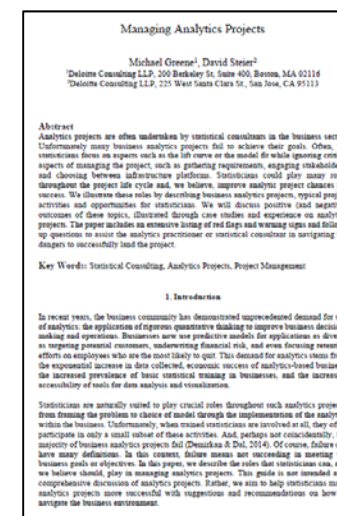 Managing Analytics Projects
Michael Greene¹, David Steier²
¹Deloitte Consulting LLP, 200 Berkeley St, Suite 400, Boston, MA 02116
²Deloitte Consulting LLP, 225 West Santa Clara St., San Jose, CA 95113
Abstract
Analytics projects are often undertaken by statistical consultants in the business sect
Unfortunately many business analytics projects fail to achieve their goals. Often,
statisticians focus on aspects such as the lift curve or the model fit while ignoring criti
aspects of managing the project, such as gathering requirements, engaging stakehold
and choosing between infrastructure platforms. Statisticians could play many ro
throughout the project life cycle and, we believe, improve analytic project chances
success. We illustrate these roles by describing business analytics projects, typical proj
activities and opportunities for statisticians. We will discuss positive (and negati
outcomes of these topics, illustrated through case studies and experience on analyt
projects. The paper includes an extensive listing of red flags and warning signs and follo
up questions to assist the analytics practitioner or statistical consultant in navigating
dangers to successfully land the project.
Key Words: Statistical Consulting, Analytics Projects, Project Management
1. Introduction
In recent years, the business community has demonstrated unprecedented demand for
of analytics: the application of rigorous quantitative thinking to improve business decisi
making and operations. Businesses now use predictive models for applications as dive
as targeting potential customers, underwriting financial risk, and even focusing retent
efforts on employees who are the most likely to quit. This demand for analytics stems fr
the exponential increase in data collected, economic success of analytics-based busine
the increased prevalence of basic statistical training in businesses, and the increas
accessibility of tools for data analysis and visualization.
Statisticians are naturally suited to play crucial roles throughout such analytics projec
from framing the problem to choice of model through the implementation of the analyt
within the business. Unfortunately, when trained statisticians are involved at all, they of
participate in only a small subset of these activities. And, perhaps not coincidentally,
majority of business analytics projects fail (Demirkan & Dal, 2014). Of course, failure
have many definitions. In this context, failure means not succeeding in meeting
business goals or objectives. In this paper, we describe the roles that statisticians can, a
we believe should, play in managing analytics projects. This guide is not intended a
comprehensive discussion of analytics projects. Rather, we aim to help statisticians ma
analytics projects more successful with suggestions and recommendations on how
navigate the business environment.